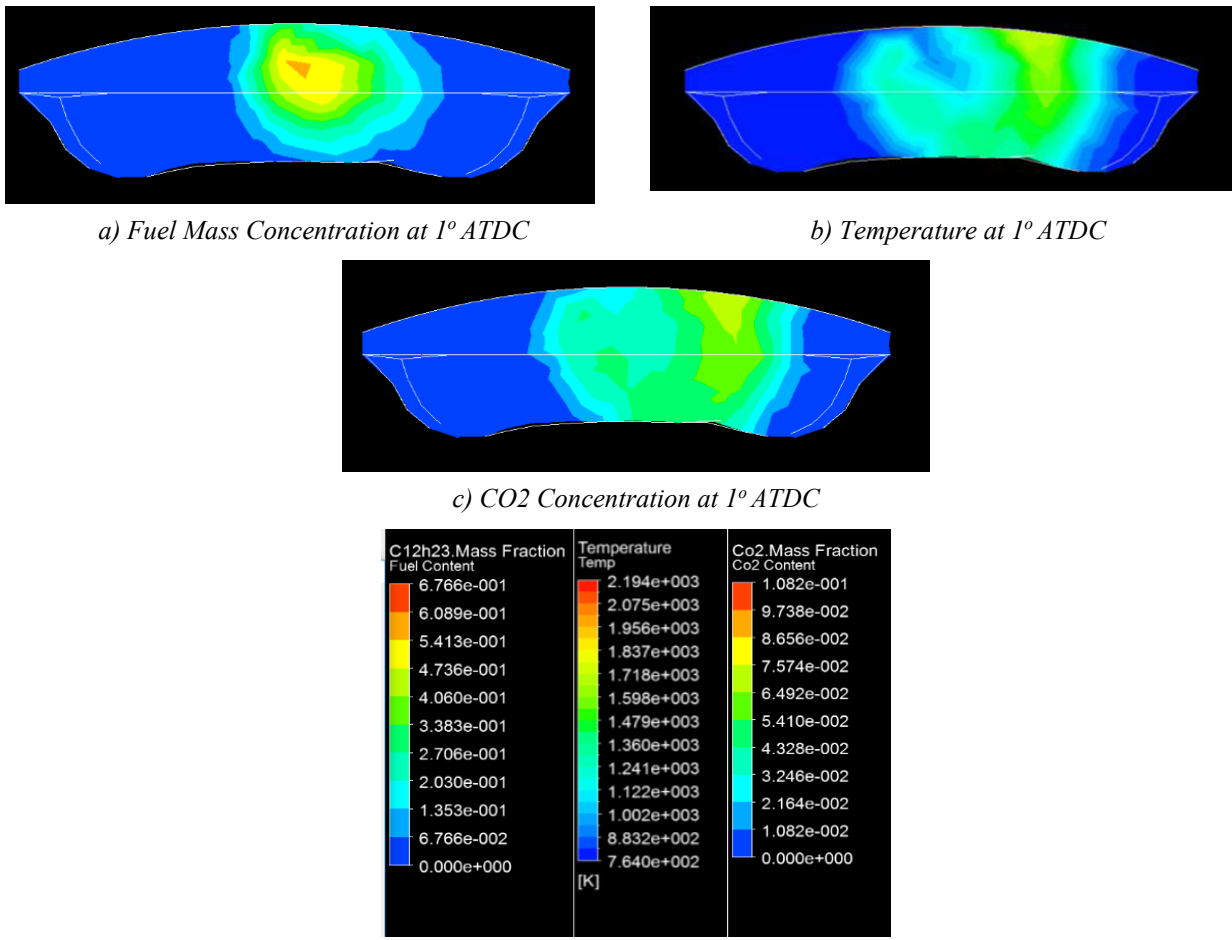 a) Fuel Mass Concentration at 1º ATDC
b) Temperature at 1º ATDC
c) CO2 Concentration at 1º ATDC
C12h23.Mass Fraction
Fuel Content
6.766e-001
6.089e-001
5.413e-001
4.736e-001
4.060e-001
3.383e-001
2.706e-001
2.030e-001
1.353e-001
6.766e-002
0.000e+000
Temperature
Temp
2.194e+003
2.075e+003
1.956e+003
1.837e+003
1.718e+003
1.598e+003
1.479e+003
1.360e+003
1.241e+003
1.122e+003
1.002e+003
8.832e+002
7.640e+002
[K]
Co2.Mass Fraction
Co2 Content
1.082e-001
9.738e-002
8.656e-002
7.574e-002
6.492e-002
5.410e-002
4.328e-002
3.246e-002
2.164e-002
1.082e-002
0.000e+000